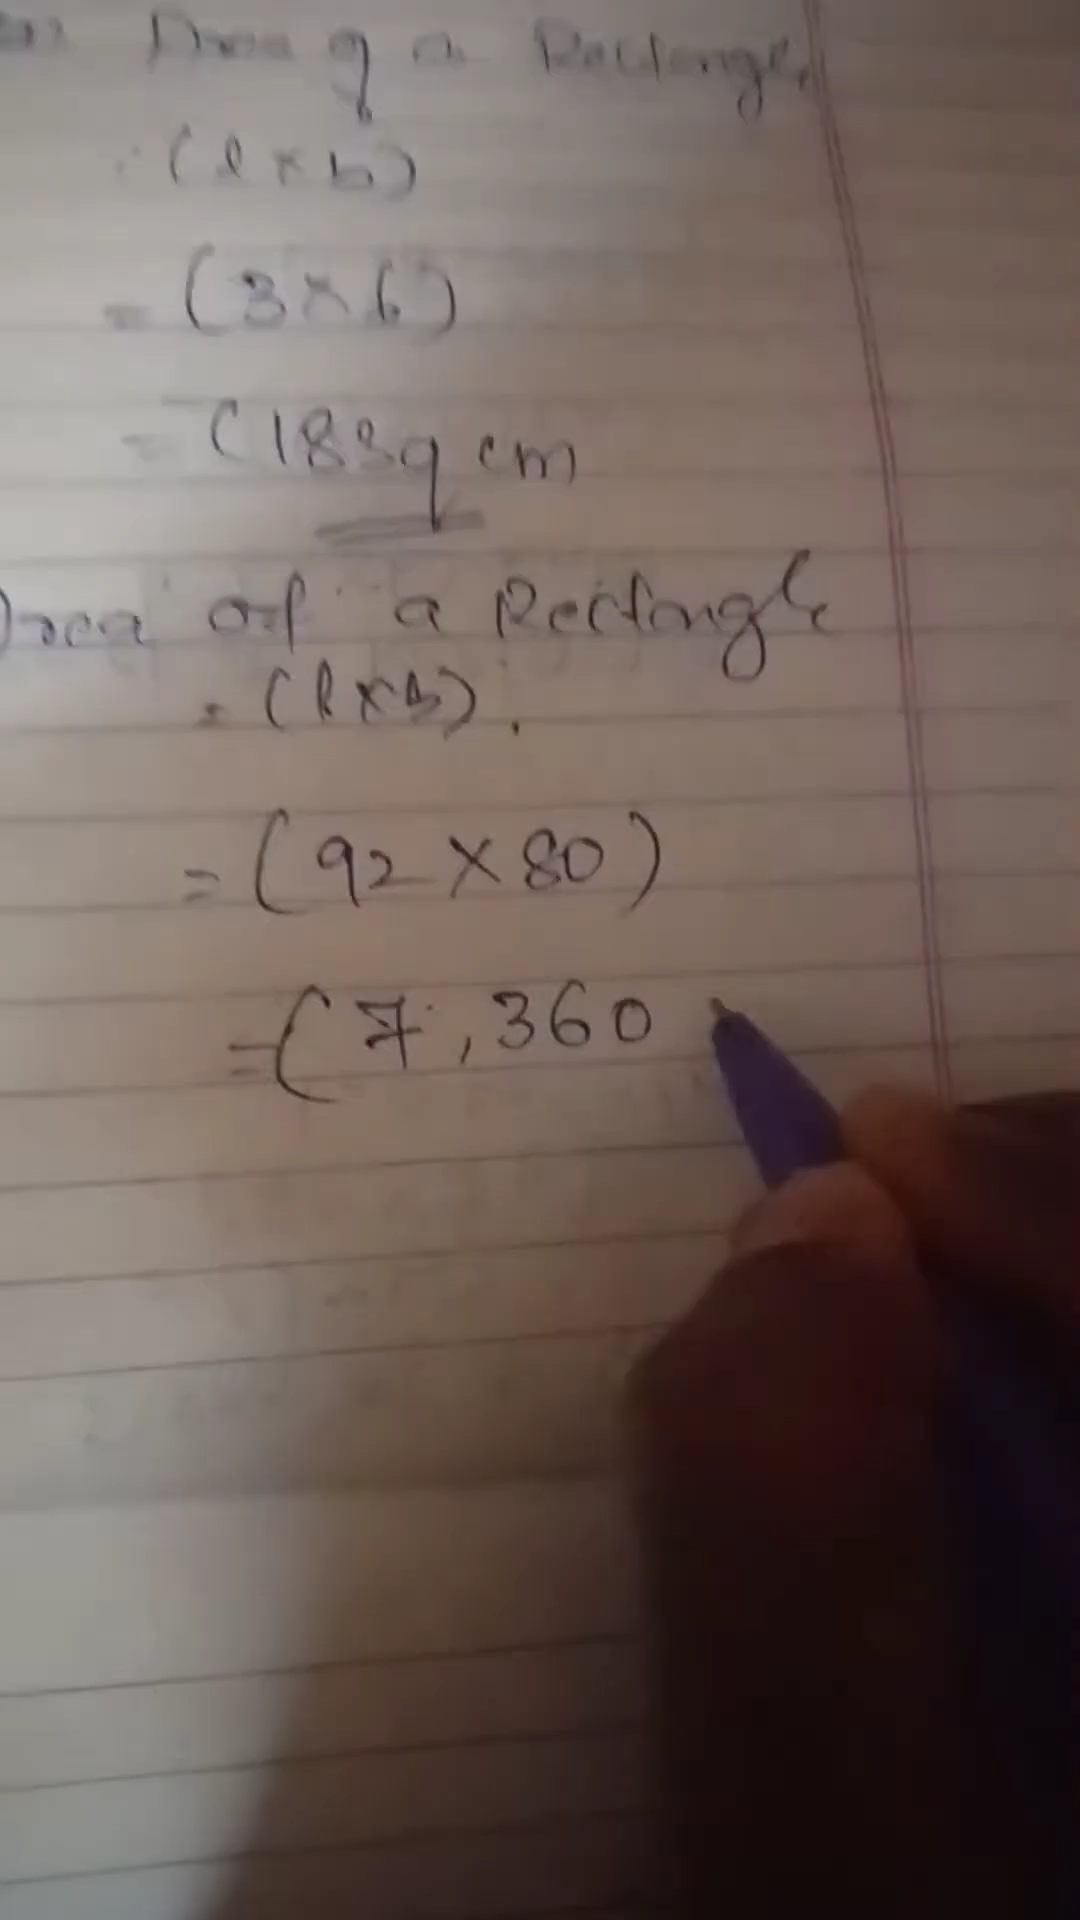 Area of a Rectangle
(l × b)
= (3 × 6)
= (18 sq cm
Area of a Rectangle
= (l × b).
= (92 × 80)
= ( 7,360